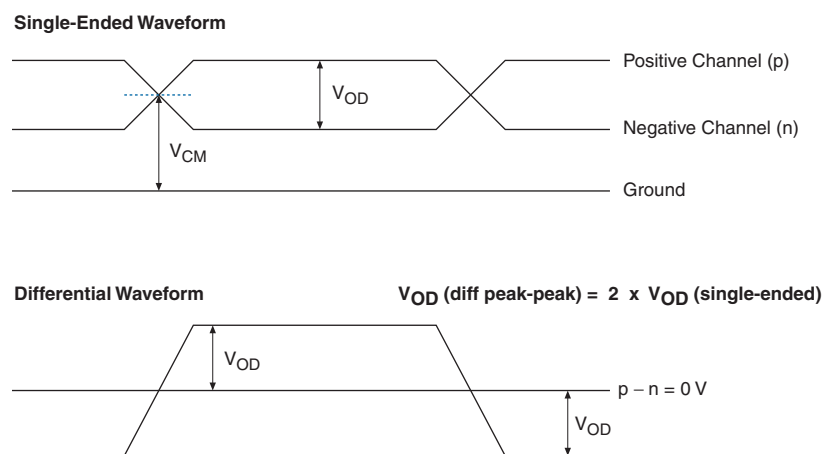 Single-Ended Waveform
Positive Channel (p)
VOD
Negative Channel (n)
VCM
Ground
Differential Waveform
VOD (diff peak-peak) = 2 x VOD (single-ended)
VOD
p – n = 0 V
VOD